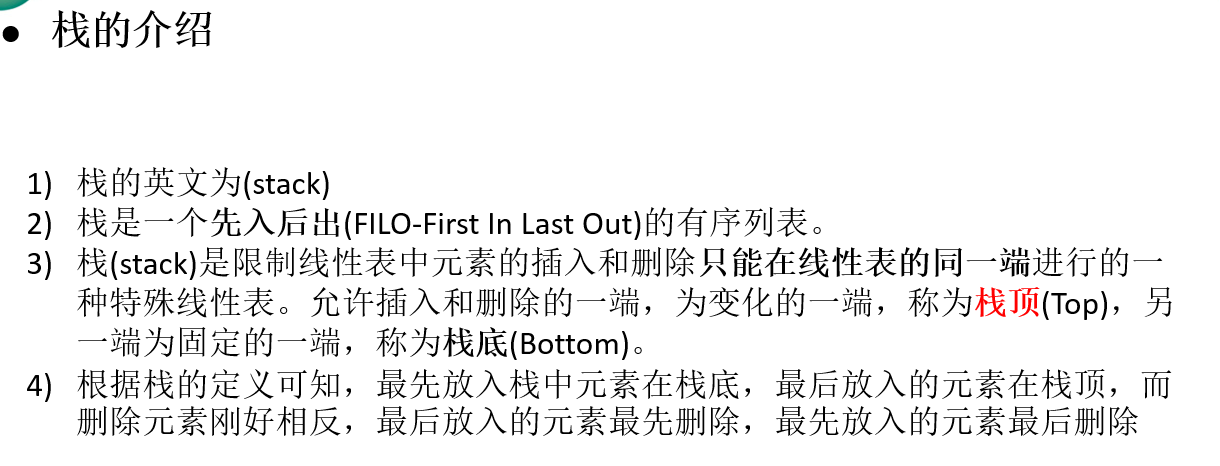 • 栈的介绍
1) 栈的英文为(stack)
2) 栈是一个先入后出(FILO-First In Last Out)的有序列表。
3) 栈(stack)是限制线性表中元素的插入和删除只能在线性表的同一端进行的一
种特殊线性表。允许插入和删除的一端，为变化的一端，称为栈顶(Top)，另
一端为固定的一端，称为栈底(Bottom)。
4) 根据栈的定义可知，最先放入栈中元素在栈底，最后放入的元素在栈顶，而
删除元素刚好相反，最后放入的元素最先删除，最先放入的元素最后删除